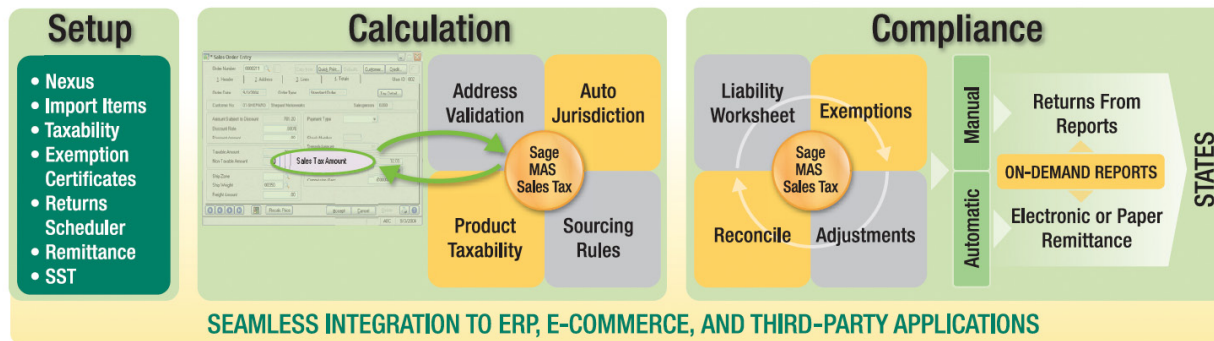 Setup
• Nexus
• Import Items
• Taxability
• Exemption
Certificates
• Returns
Scheduler
• Remittance
• SST
Calculation
Sales Order Entry
Sales Tax Amount
Address
Validation
Auto
Jurisdiction
Sage
MAS
Sales Tax
Product
Taxability
Sourcing
Rules
Compliance
Liability
Worksheet
Exemptions
Sage
MAS
Sales Tax
Reconcile
Adjustments
Manual
Automatic
Returns From
Reports
ON-DEMAND REPORTS
Electronic or Paper
Remittance
STATES
SEAMLESS INTEGRATION TO ERP, E-COMMERCE, AND THIRD-PARTY APPLICATIONS